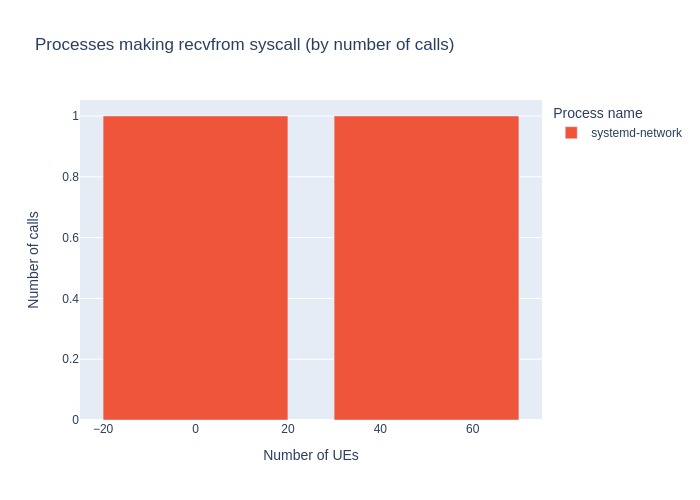 Processes making recvfrom syscall (by number of calls)
Process name
systemd-network
Number of calls
1
0.8
0.6
0.4
0.2
0
−20
0
20
40
60
Number of UEs